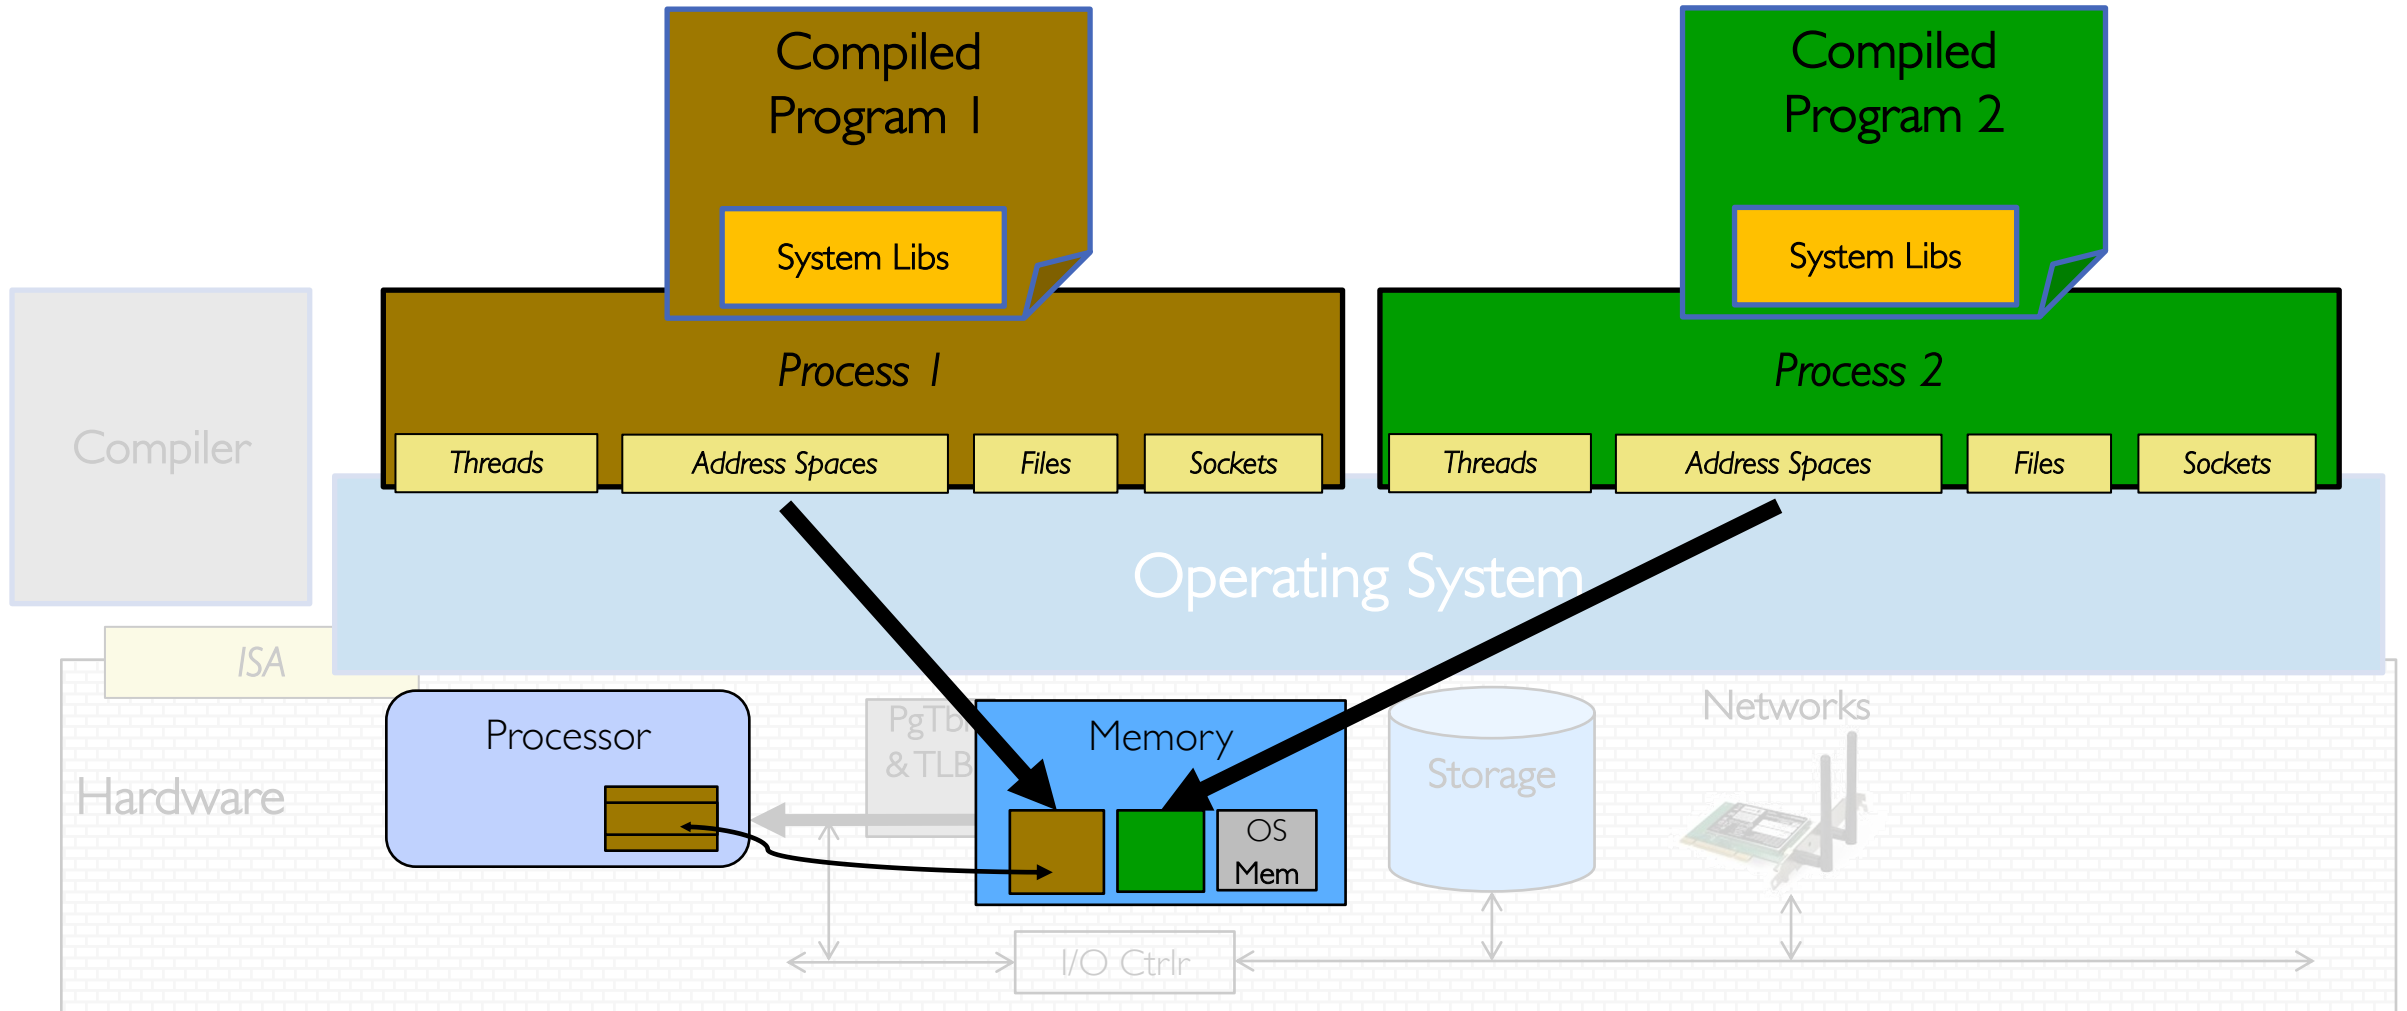 Compiled
Program 1
System Libs
Compiled
Program 2
System Libs
Process 1
Threads
Address Spaces
Files
Sockets
Process 2
Threads
Address Spaces
Files
Sockets
Compiler
Operating System
ISA
Hardware
Processor
& TLB
Memory
OS
Mem
Storage
Networks
I/O Ctrlr